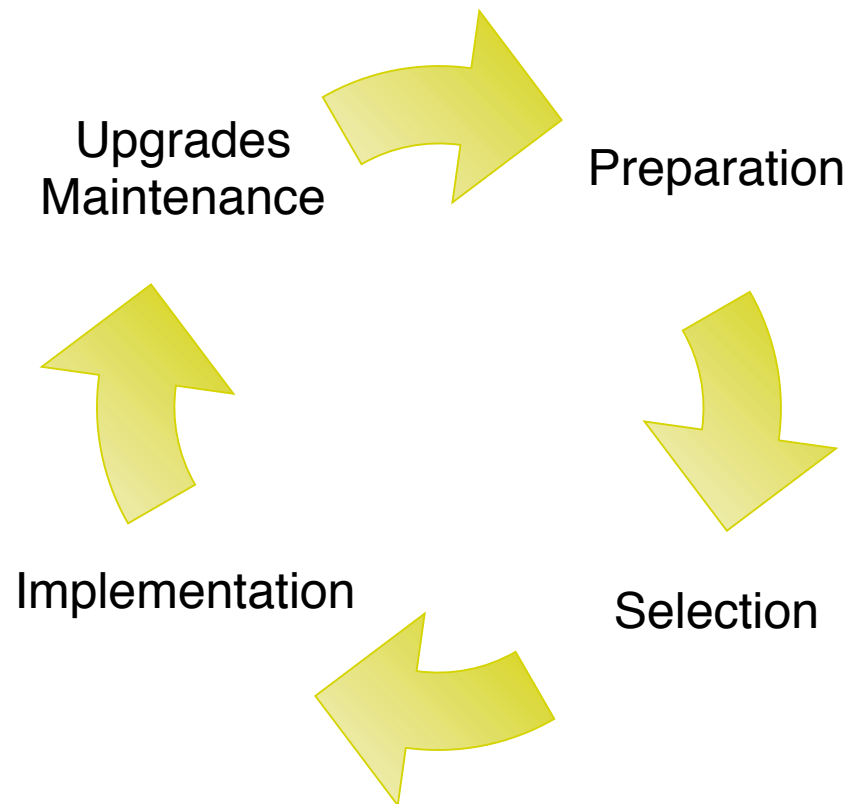 Upgrades
Maintenance
Preparation
Implementation
Selection